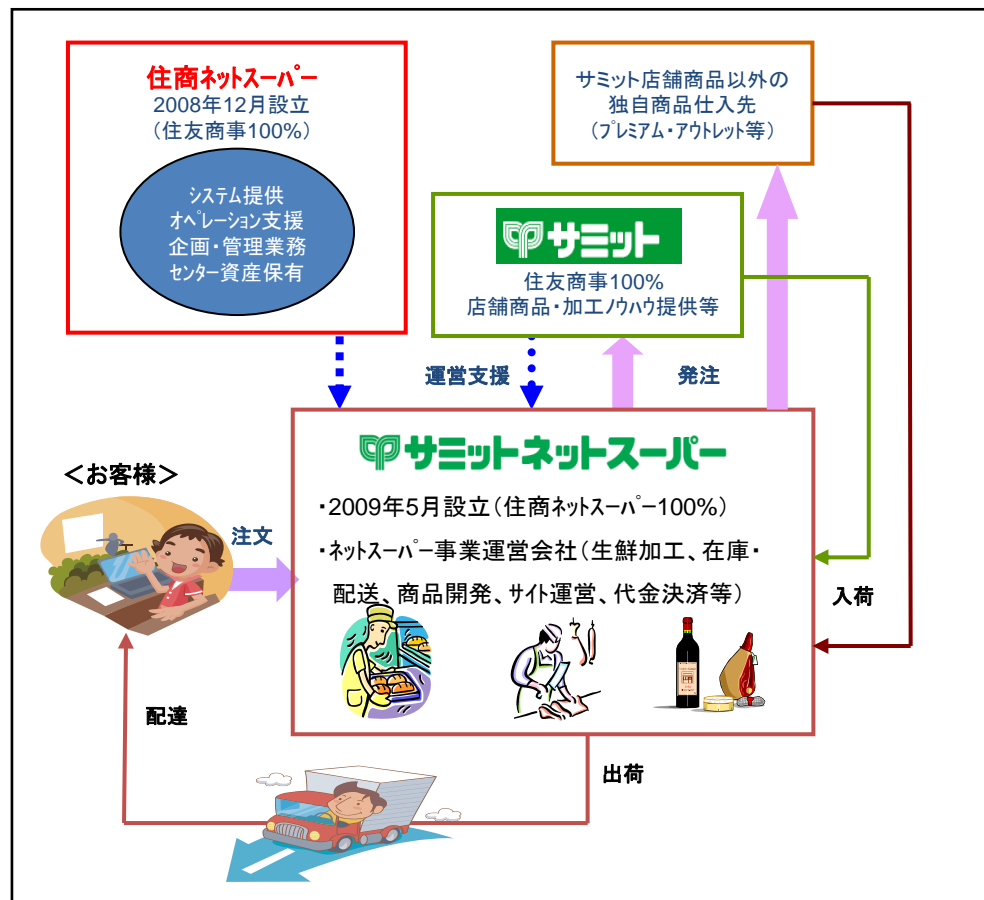 住商ネットスーパー
2008年12月設立
（住友商事100%）
システム提供
オペレーション支援
企画・管理業務
センター資産保有
サミット店舗商品以外の
独自商品仕入先
（プレミアム・アウトレット等）
サミット
住友商事100%
店舗商品・加工ノウハウ提供等
運営支援
発注
サミットネットスーパー
・2009年5月設立（住商ネットスーパー100%）
・ネットスーパー事業運営会社（生鮮加工、在庫・
配送、商品開発、サイト運営、代金決済等）
＜お客様＞
注文
入荷
配達
出荷